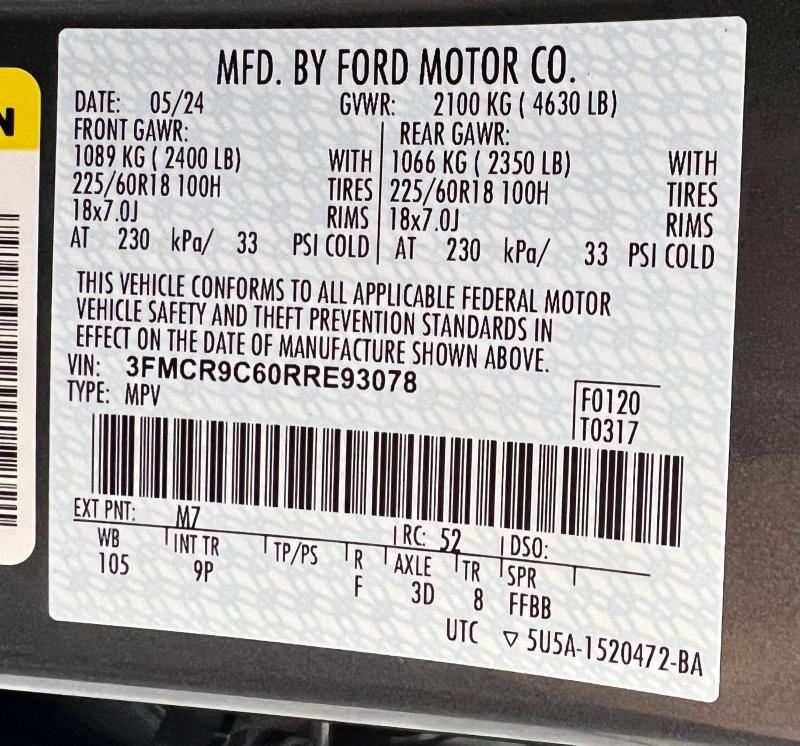 N
MFD. BY FORD MOTOR CO.
DATE: 05/24 GVWR: 2100 KG ( 4630 LB)
FRONT GAWR: REAR GAWR:
1089 KG ( 2400 LB) WITH 1066 KG ( 2350 LB) WITH
225/60R18 100H TIRES 225/60R18 100H TIRES
18x7.0J RIMS 18x7.0J RIMS
AT 230 kPa/ 33 PSI COLD AT 230 kPa/ 33 PSI COLD
THIS VEHICLE CONFORMS TO ALL APPLICABLE FEDERAL MOTOR
VEHICLE SAFETY AND THEFT PREVENTION STANDARDS IN
EFFECT ON THE DATE OF MANUFACTURE SHOWN ABOVE.
VIN: 3FMCR9C60RRE93078
TYPE: MPV
F0120
T0317
EXT PNT: M7 RC: 52 DSO:
WB INT TR TP/PS R AXLE TR SPR
105 9P F 3D 8 FFBB
UTC ▽ 5U5A-1520472-BA